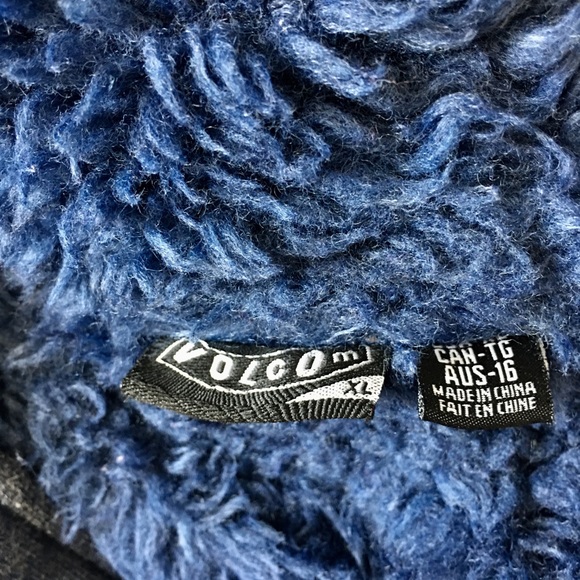 VOLCOm
XL
CAN-TG
AUS-16
MADE IN CHINA
FAIT EN CHINE